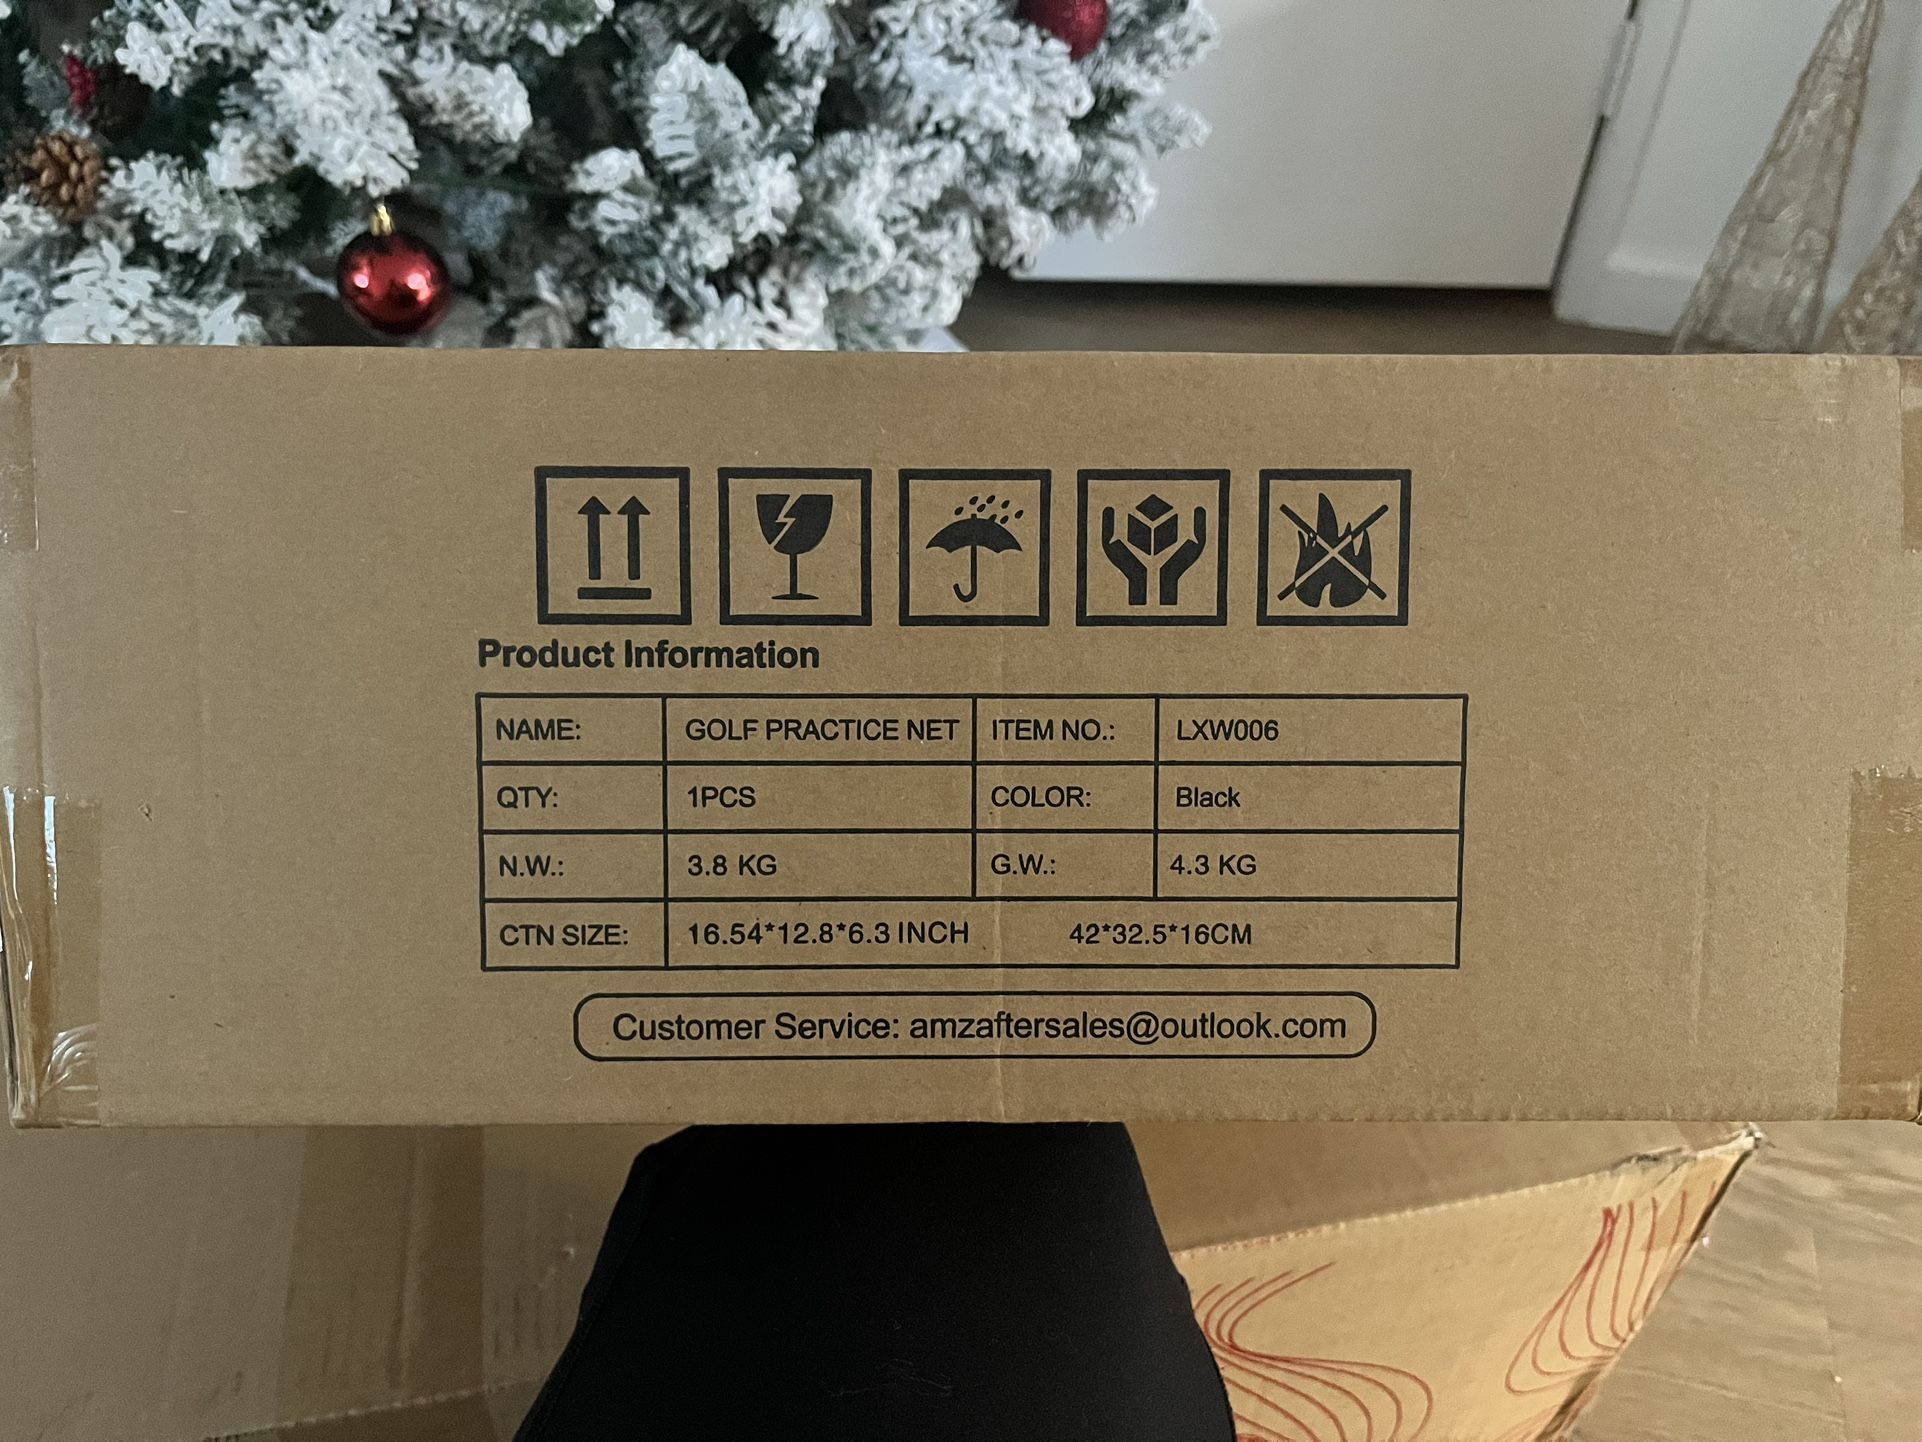 Product Information
NAME: GOLF PRACTICE NET ITEM NO.: LXW006
QTY: 1PCS COLOR: Black
N.W.: 3.8 KG G.W.: 4.3 KG
CTN SIZE: 16.54*12.8*6.3 INCH 42*32.5*16CM
Customer Service: amzaftersales@outlook.com